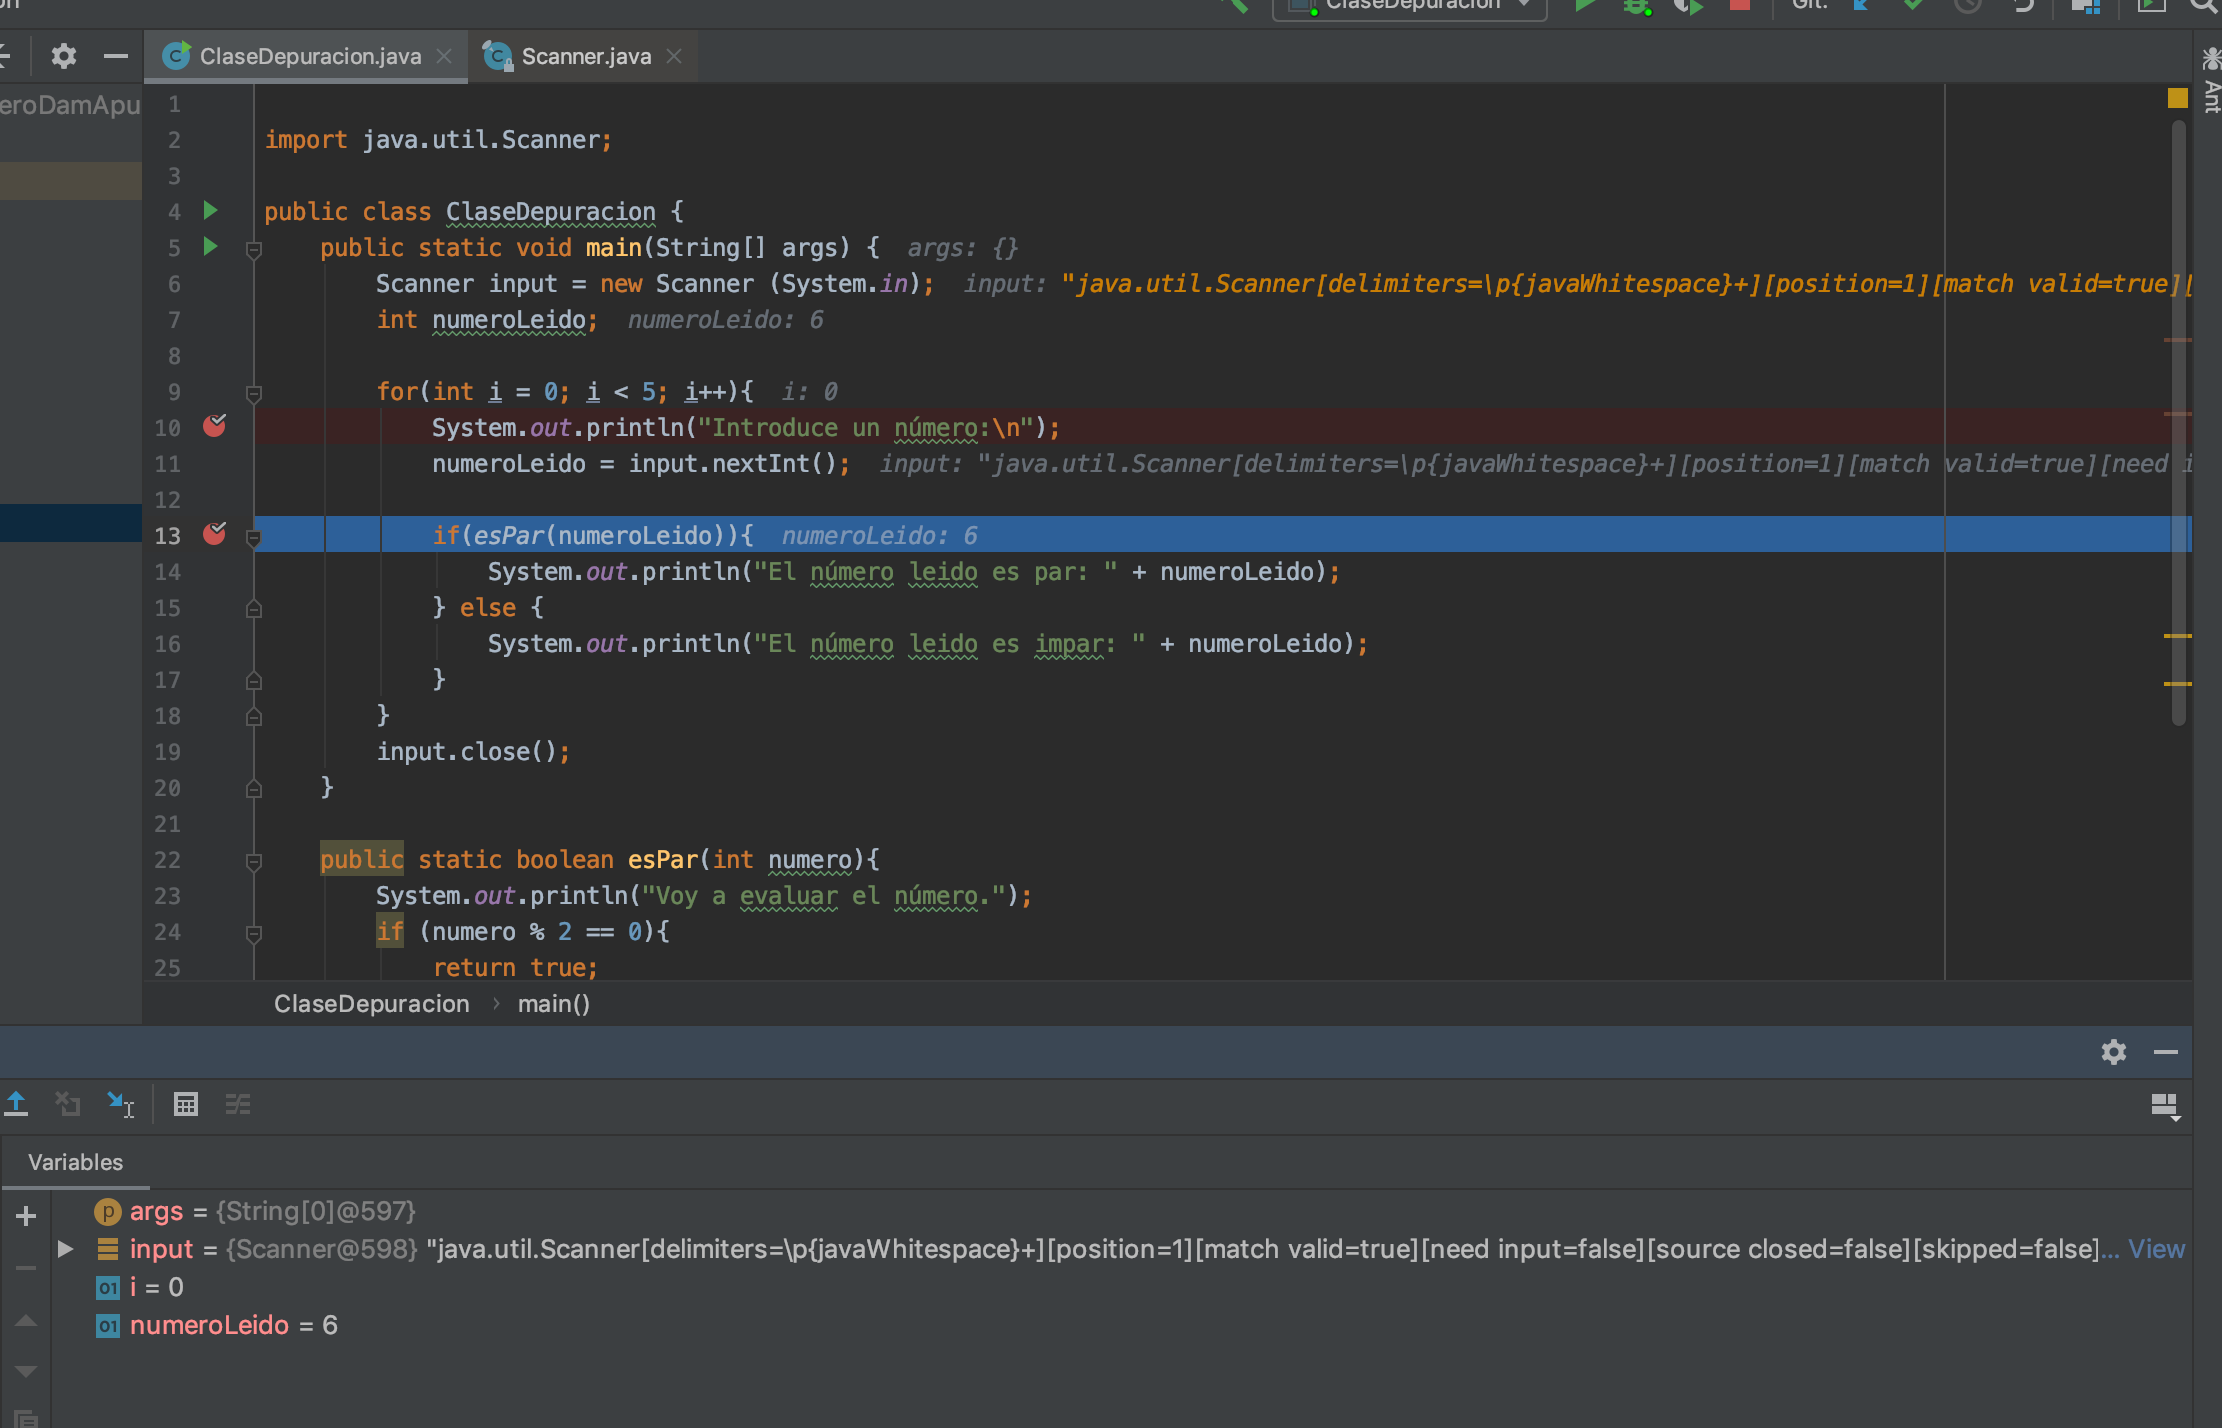 ClaseDepuracion
Git:
ClaseDepuracion.java
Scanner.java
Ant
eroDamApu
1
2 import java.util.Scanner;
3
4 public class ClaseDepuracion {
5 public static void main(String[] args) { args: {}
6 Scanner input = new Scanner (System.in); input: "java.util.Scanner[delimiters=\p{javaWhitespace}+][position=1][match valid=true][
7 int numeroLeido; numeroLeido: 6
8
9 for(int i = 0; i < 5; i++){ i: 0
10 System.out.println("Introduce un número:\n");
11 numeroLeido = input.nextInt(); input: "java.util.Scanner[delimiters=\p{javaWhitespace}+][position=1][match valid=true][need i
12
13 if(esPar(numeroLeido)){ numeroLeido: 6
14 System.out.println("El número leido es par: " + numeroLeido);
15 } else {
16 System.out.println("El número leido es impar: " + numeroLeido);
17 }
18 }
19 input.close();
20 }
21
22 public static boolean esPar(int numero){
23 System.out.println("Voy a evaluar el número.");
24 if (numero % 2 == 0){
25 return true;
ClaseDepuracion › main()
Variables
p args = {String[0]@597}
input = {Scanner@598} "java.util.Scanner[delimiters=\p{javaWhitespace}+][position=1][match valid=true][need input=false][source closed=false][skipped=false]... View
01 i = 0
01 numeroLeido = 6